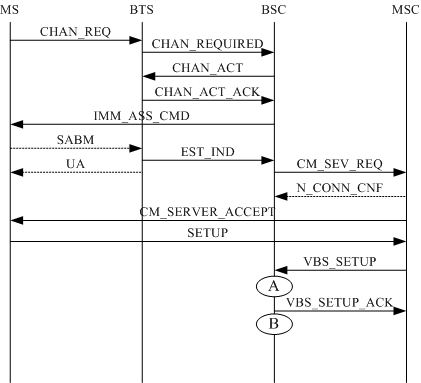 MS BTS BSC MSC
CHAN_REQ
CHAN_REQUIRED
CHAN_ACT
CHAN_ACT_ACK
IMM_ASS_CMD
SABM
EST_IND
UA
CM_SEV_REQ
N_CONN_CNF
CM_SERVER_ACCEPT
SETUP
VBS_SETUP
A
VBS_SETUP_ACK
B